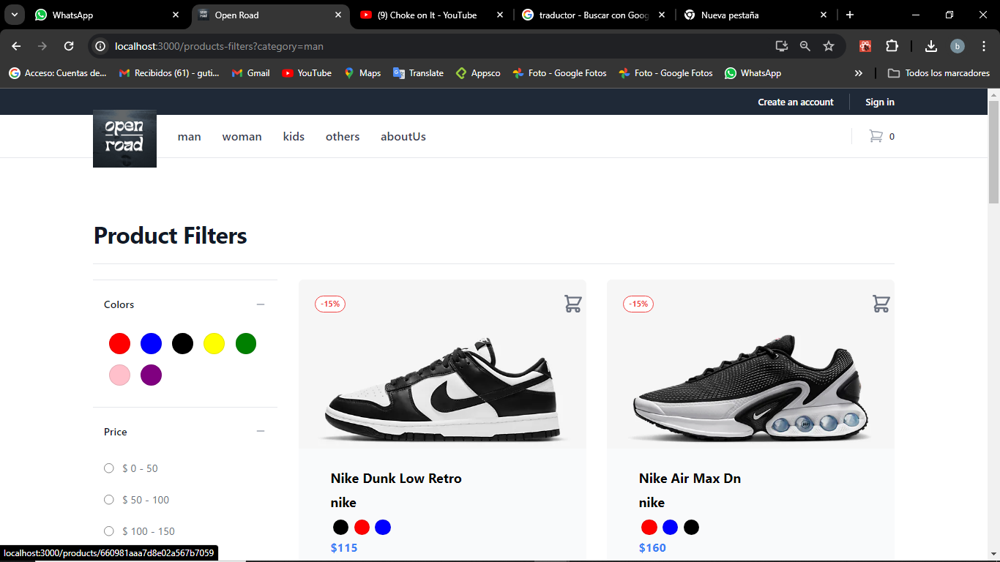 WhatsApp
Open Road
(9) Choke on It - YouTube
traductor - Buscar con Goog
Nueva pestaña
localhost:3000/products-filters?category=man
b
Acceso: Cuentas de...
Recibidos (61) - guti...
Gmail
YouTube
Maps
Translate
Appsco
Foto - Google Fotos
Foto - Google Fotos
WhatsApp
Todos los marcadores
Create an account
Sign in
open
road
man
woman
kids
others
aboutUs
0
Product Filters
Colors
Price
$ 0 - 50
$ 50 - 100
$ 100 - 150
-15%
Nike Dunk Low Retro
nike
$115
-15%
Nike Air Max Dn
nike
$160
localhost:3000/products/660981aaa7d8e02a567b7059